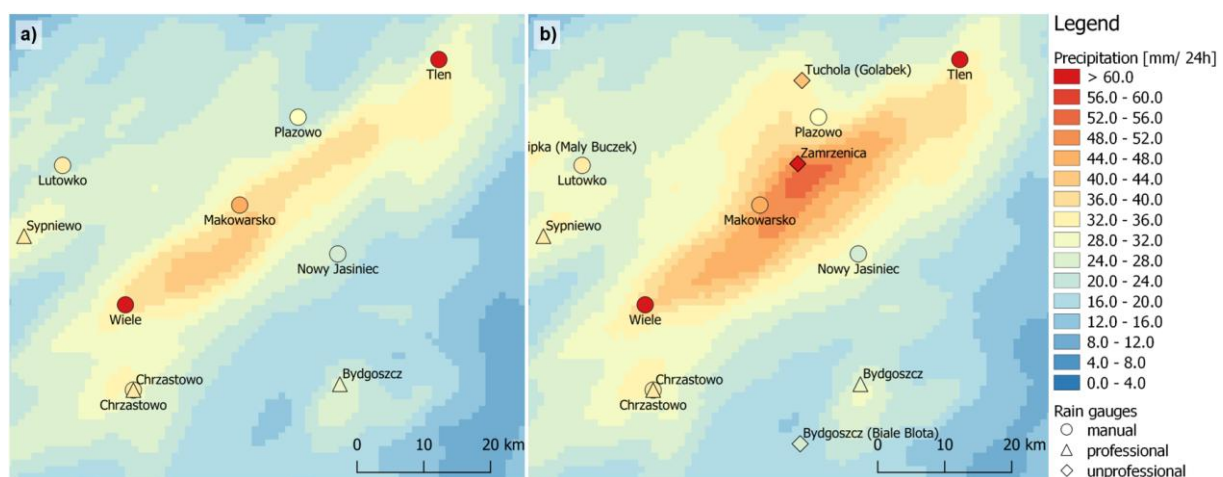 a)
Tlen
Plazowo
Lutowko
Makowarsko
Sypniewo
Nowy Jasiniec
Wiele
Chrzastowo
Chrzastowo
Bydgoszcz
0 10 20 km
b)
Tuchola (Golabek)
Tlen
Plazowo
ipka (Maly Buczek)
Zamrzenica
Lutowko
Makowarsko
Sypniewo
Nowy Jasiniec
Wiele
Chrzastowo
Chrzastowo
Bydgoszcz
Bydgoszcz (Biale Blota)
0 10 20 km
Legend
Precipitation [mm/ 24h]
> 60.0
56.0 - 60.0
52.0 - 56.0
48.0 - 52.0
44.0 - 48.0
40.0 - 44.0
36.0 - 40.0
32.0 - 36.0
28.0 - 32.0
24.0 - 28.0
20.0 - 24.0
16.0 - 20.0
12.0 - 16.0
8.0 - 12.0
4.0 - 8.0
0.0 - 4.0
Rain gauges
manual
professional
unprofessional